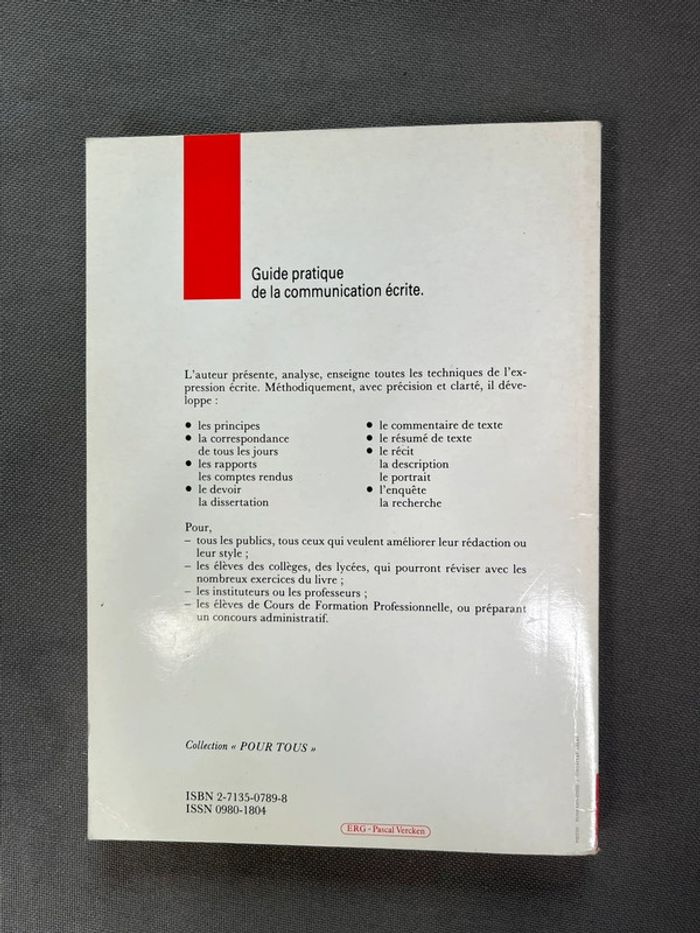 Guide pratique
de la communication écrite.
L'auteur présente, analyse, enseigne toutes les techniques de l'ex-
pression écrite. Méthodiquement, avec précision et clarté, il déve-
loppe :
● les principes
● la correspondance
de tous les jours
● les rapports
les comptes rendus
● le devoir
la dissertation
● le commentaire de texte
● le résumé de texte
● le récit
la description
le portrait
● l'enquête
la recherche
Pour,
– tous les publics, tous ceux qui veulent améliorer leur rédaction ou
leur style ;
– les élèves des collèges, des lycées, qui pourront réviser avec les
nombreux exercices du livre ;
– les instituteurs ou les professeurs ;
– les élèves de Cours de Formation Professionnelle, ou préparant
un concours administratif.
Collection « POUR TOUS »
ISBN 2-7135-0789-8
ISSN 0980-1804
ERG - Pascal Vercken